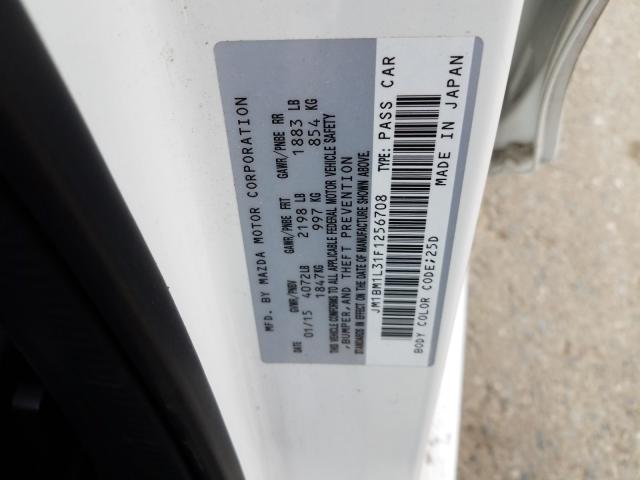 MFD. BY MAZDA MOTOR CORPORATION
DATE GVWR/PNBV GAWR/PNBE FRT GAWR/PNBE RR
01/15 4072LB 2198 LB 1883 LB
1847KG 997 KG 854 KG
THIS VEHICLE CONFORMS TO ALL APPLICABLE FEDERAL MOTOR VEHICLE SAFETY
,BUMPER,AND THEFT PREVENTION
STANDARDS IN EFFECT ON THE DATE OF MANUFACTURE SHOWN ABOVE.
JM1BM1L31F1256708 TYPE: PASS CAR
BODY COLOR CODE;25D MADE IN JAPAN